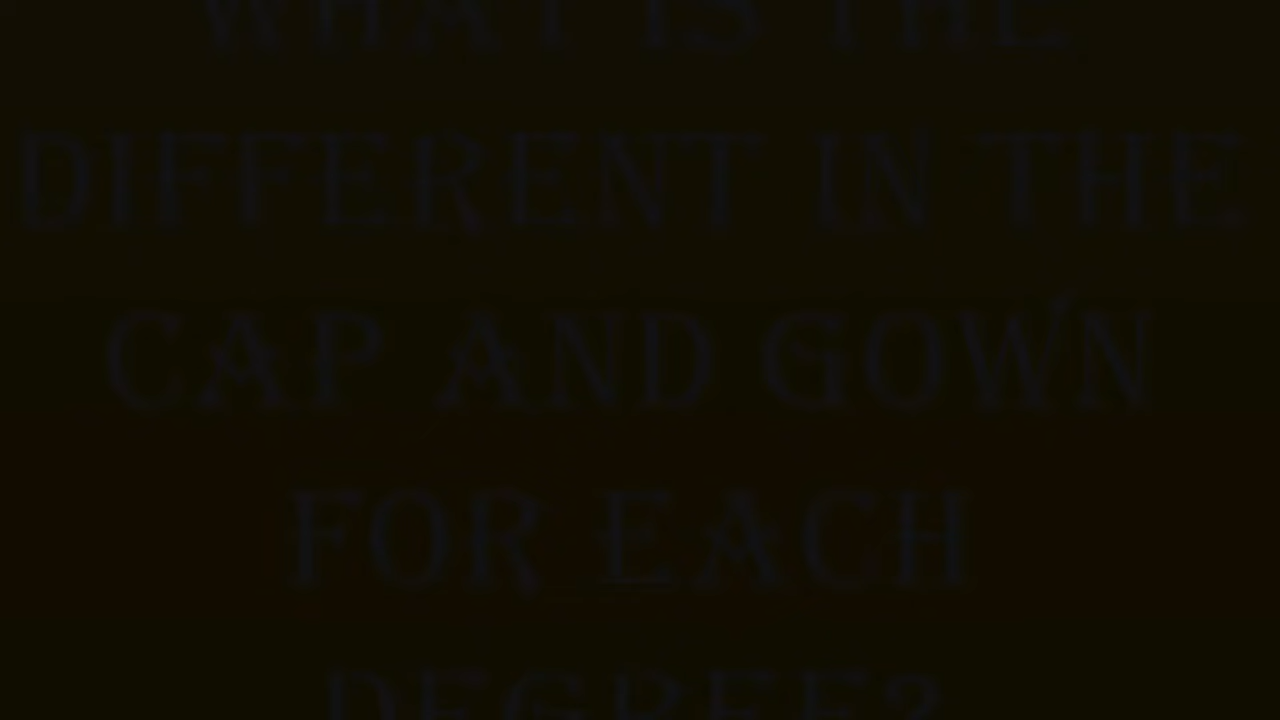 WHAT IS THE
DIFFERENT IN THE
CAP AND GOWN
FOR EACH
DEGREE?